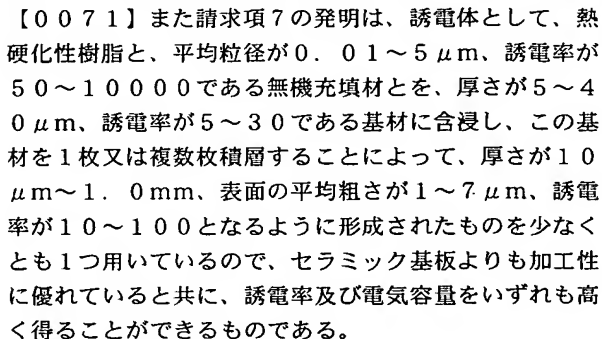 【００７１】また請求項７の発明は、誘電体として、熱
硬化性樹脂と、平均粒径が０．０１～５μｍ、誘電率が
５０～１００００である無機充填材とを、厚さが５～４
０μｍ、誘電率が５～３０である基材に含浸し、この基
材を１枚又は複数枚積層することによって、厚さが１０
μｍ～１．０ｍｍ、表面の平均粗さが１～７μｍ、誘電
率が１０～１００となるように形成されたものを少なく
とも１つ用いているので、セラミック基板よりも加工性
に優れていると共に、誘電率及び電気容量をいずれも高
く得ることができるものである。